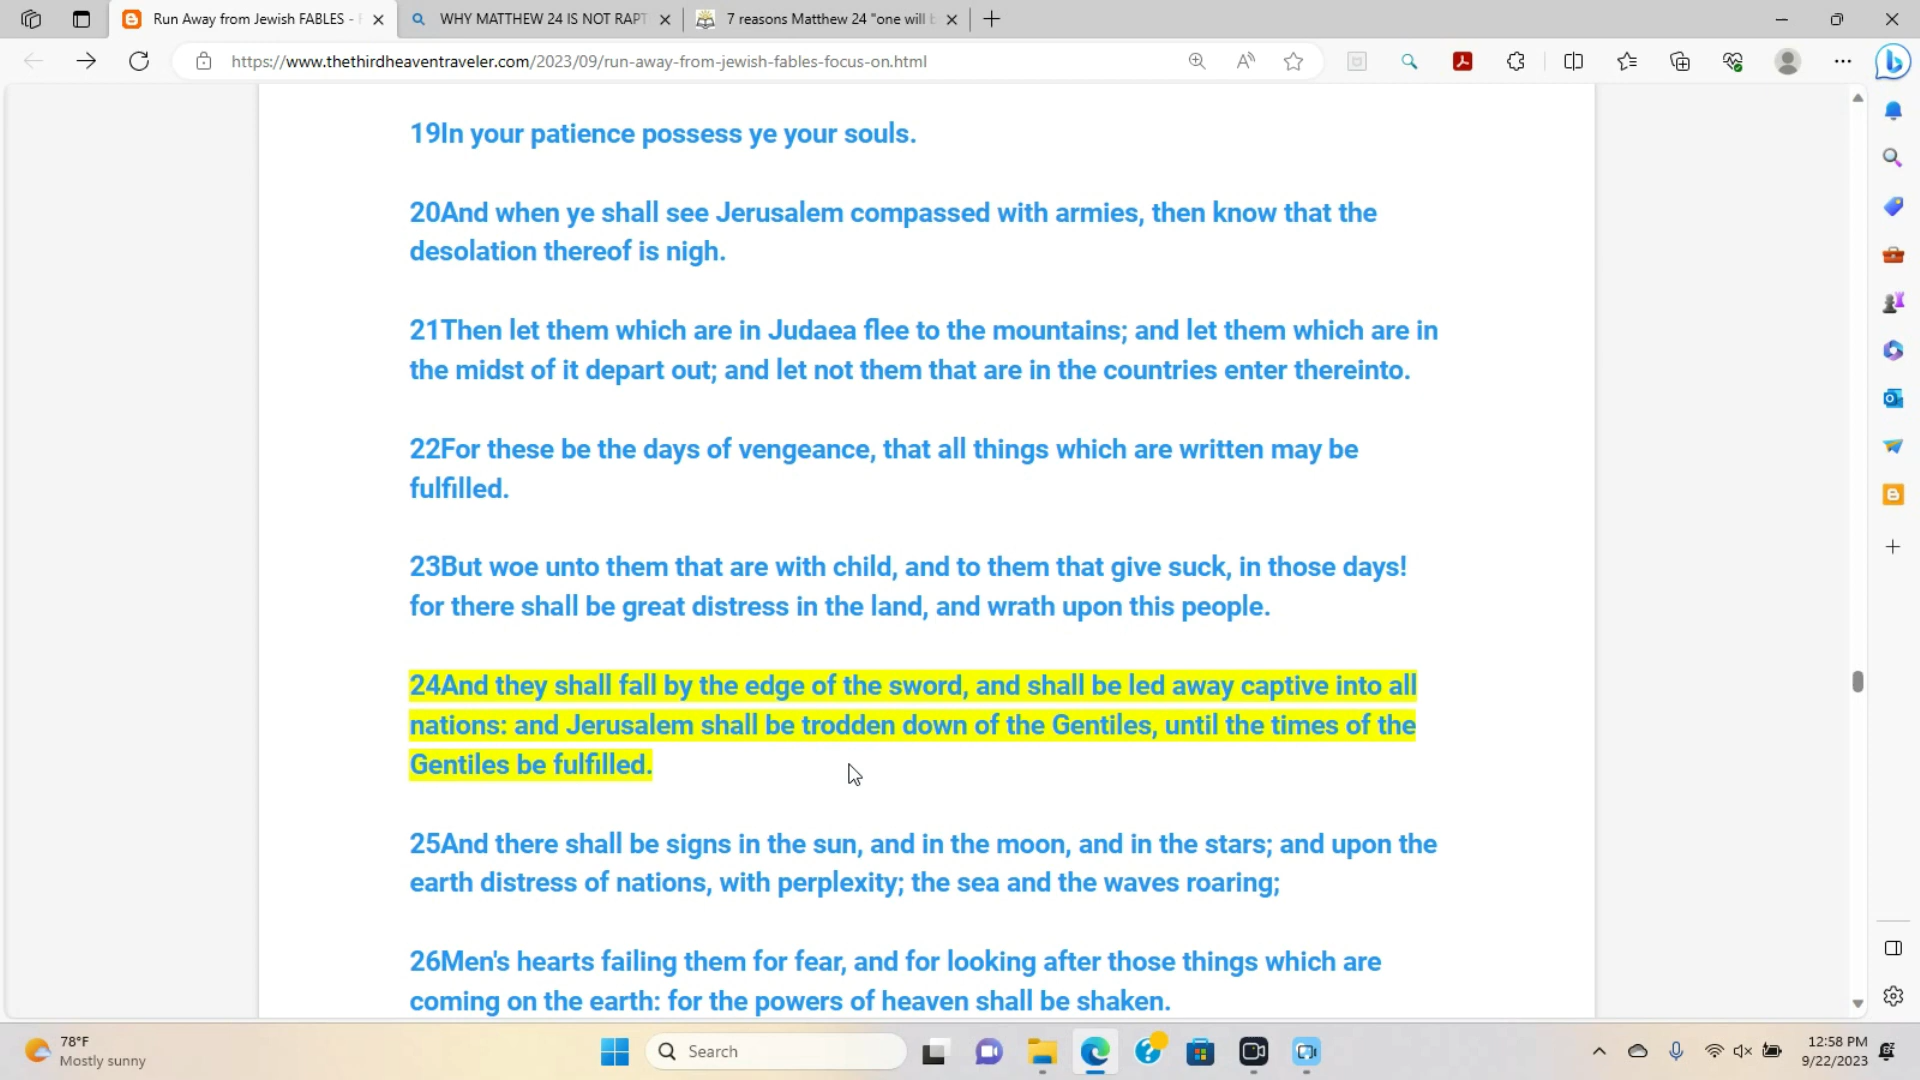 Run Away from Jewish FABLES -
WHY MATTHEW 24 IS NOT RAPT
7 reasons Matthew 24 "one will b
https://www.thethirdheaventraveler.com/2023/09/run-away-from-jewish-fables-focus-on.html
19In your patience possess ye your souls.
20And when ye shall see Jerusalem compassed with armies, then know that the
desolation thereof is nigh.
21Then let them which are in Judaea flee to the mountains; and let them which are in
the midst of it depart out; and let not them that are in the countries enter thereinto.
22For these be the days of vengeance, that all things which are written may be
fulfilled.
23But woe unto them that are with child, and to them that give suck, in those days!
for there shall be great distress in the land, and wrath upon this people.
24And they shall fall by the edge of the sword, and shall be led away captive into all
nations: and Jerusalem shall be trodden down of the Gentiles, until the times of the
Gentiles be fulfilled.
25And there shall be signs in the sun, and in the moon, and in the stars; and upon the
earth distress of nations, with perplexity; the sea and the waves roaring;
26Men's hearts failing them for fear, and for looking after those things which are
coming on the earth: for the powers of heaven shall be shaken.
78°F
Mostly sunny
Search
12:58 PM
9/22/2023